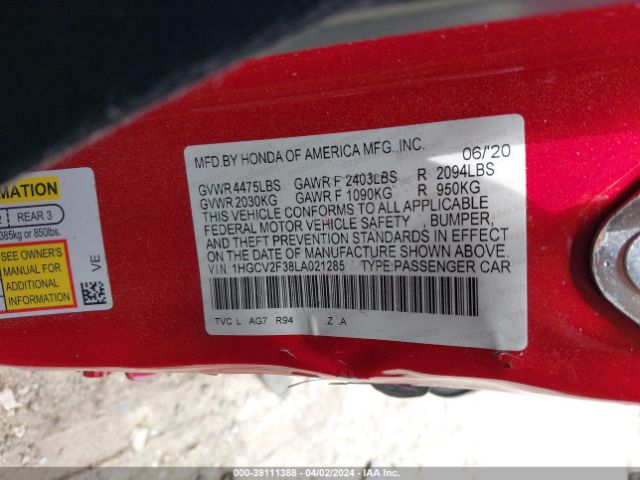 MFD BY HONDA OF AMERICA MFG.,INC. 06/'20
GVWR 4475LBS GAWR F 2403LBS R 2094LBS
GVWR 2030KG GAWR F 1090KG R 950KG
THIS VEHICLE CONFORMS TO ALL APPLICABLE
FEDERAL MOTOR VEHICLE SAFETY , BUMPER,
AND THEFT PREVENTION STANDARDS IN EFFECT
ON THE DATE OF MANUFACTURE SHOWN ABOVE.
V.I.N: 1HGCV2F38LA021285 TYPE:PASSENGER CAR
TVC L AG7 R94 Z A
MATION
2 REAR 3
385kg or 850lbs.
SEE OWNER'S
MANUAL FOR
ADDITIONAL
INFORMATION
VE
000-39111388 - 04/02/2024 - IAAI.COM